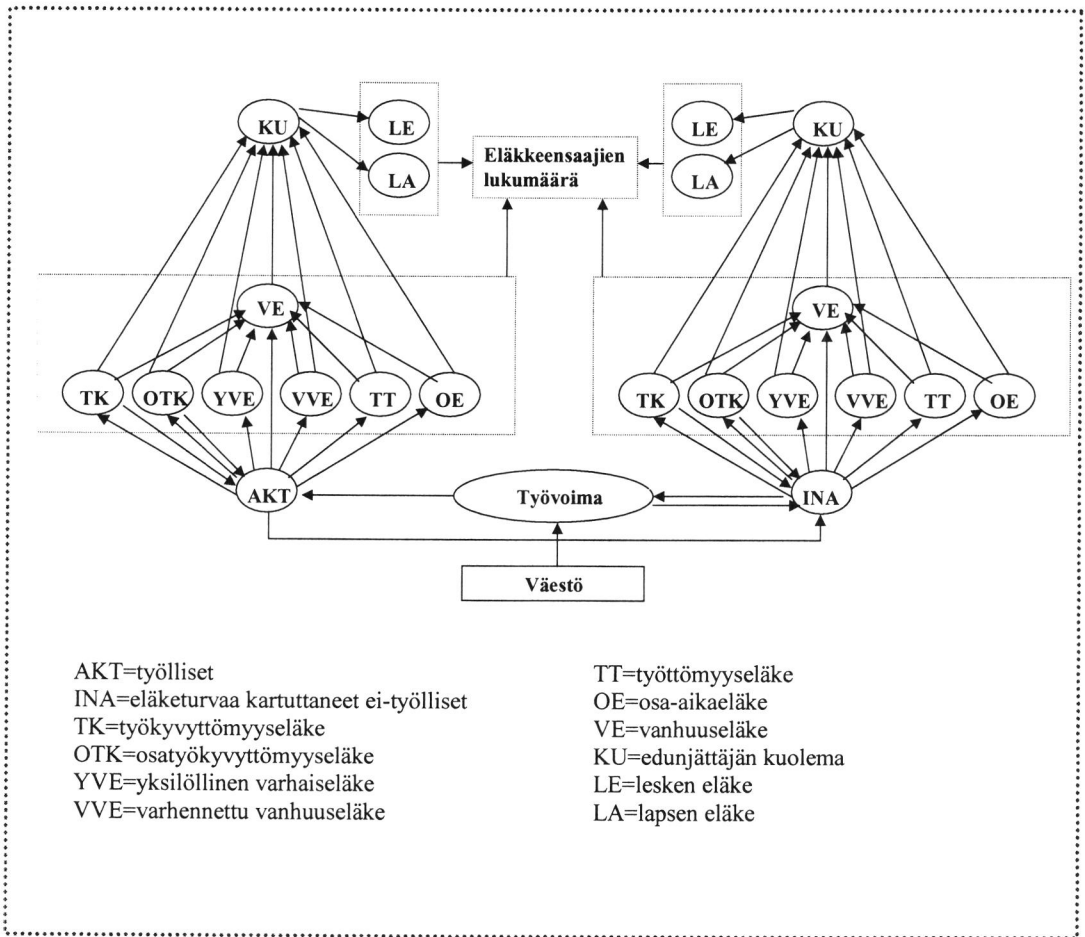 KU LE Eläkkeensaajien LE KU
LA lukumäärä LA
VE VE
TK OTK YVE VVE TT OE TK OTK YVE VVE TT OE
AKT Työvoima INA
Väestö
AKT=työlliset
INA=eläketurvaa kartuttaneet ei-työlliset
TK=työkyvyttömyyseläke
OTK=osatyökyvyttömyyseläke
YVE=yksilöllinen varhaiseläke
VVE=varhennettu vanhuuseläke
TT=työttömyyseläke
OE=osa-aikaeläke
VE=vanhuuseläke
KU=edunjättäjän kuolema
LE=lesken eläke
LA=lapsen eläke